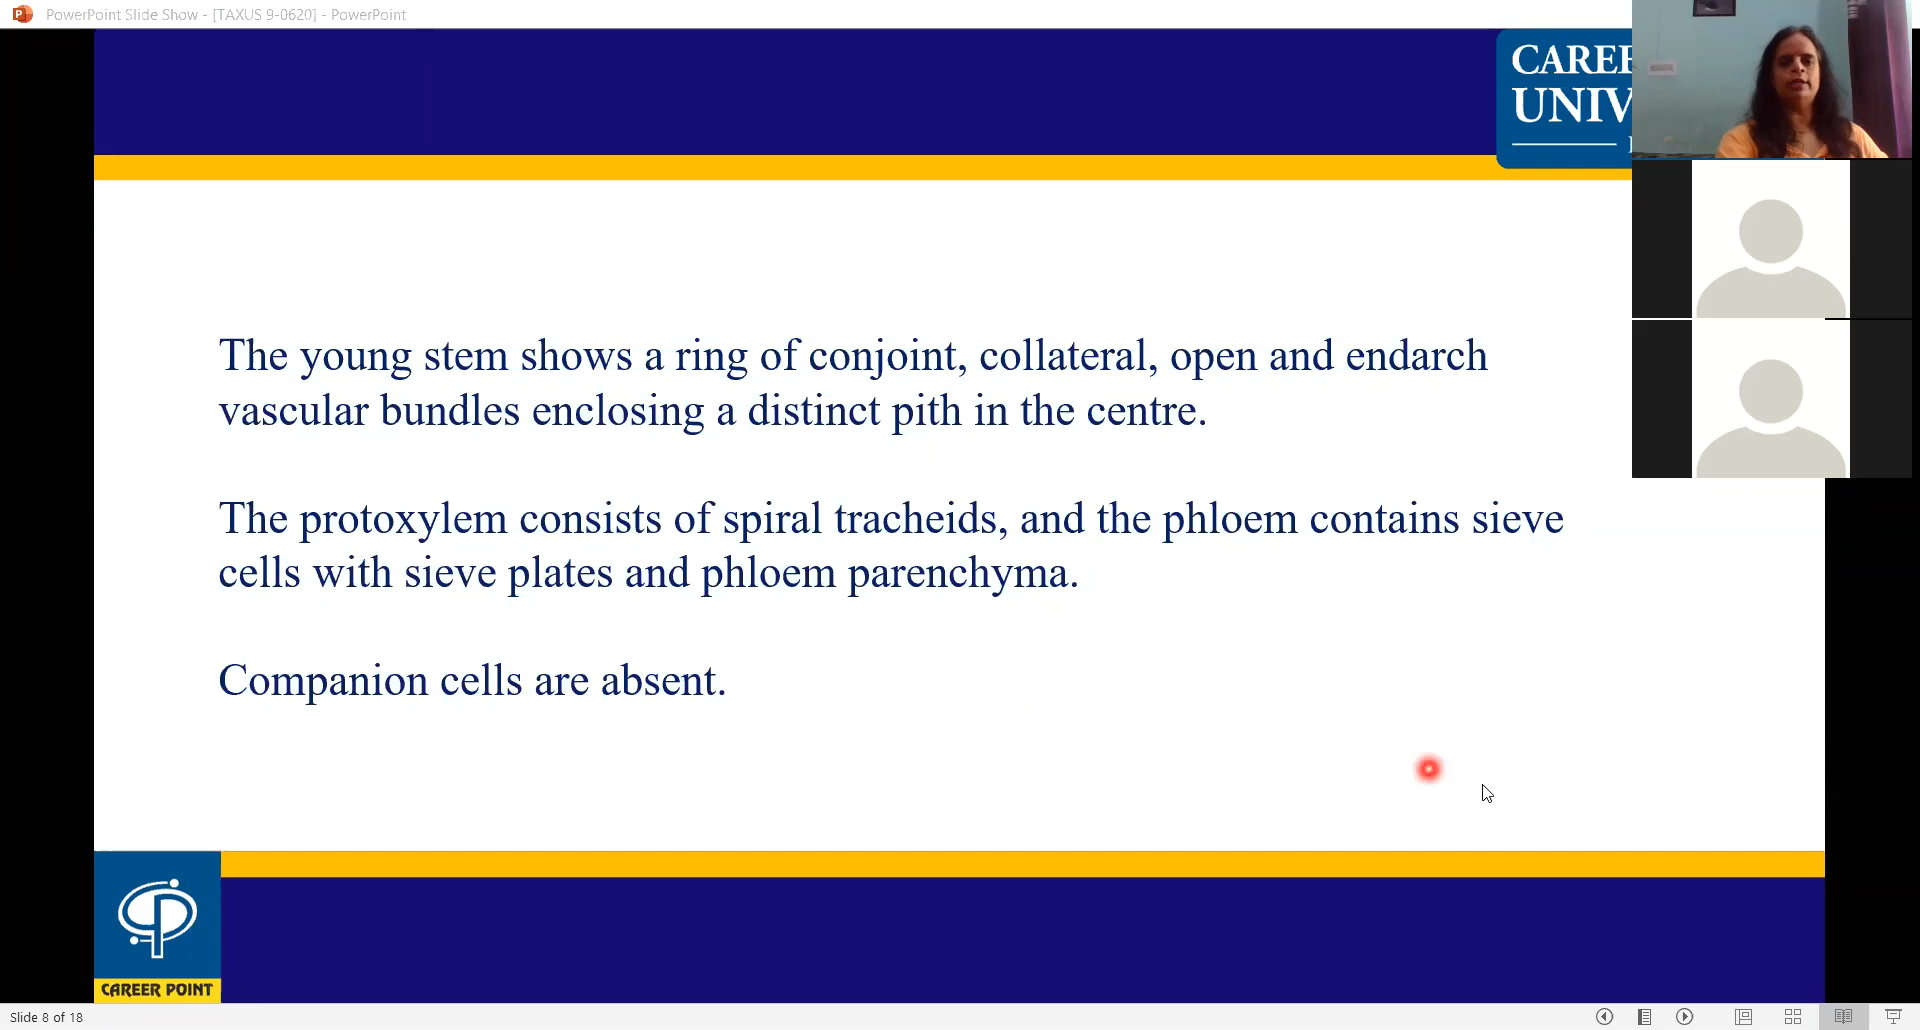 PowerPoint Slide Show - [TAXUS 9-0620] - PowerPoint
CAREE
UNIV
The young stem shows a ring of conjoint, collateral, open and endarch
vascular bundles enclosing a distinct pith in the centre.
The protoxylem consists of spiral tracheids, and the phloem contains sieve
cells with sieve plates and phloem parenchyma.
Companion cells are absent.
CAREER POINT
Slide 8 of 18